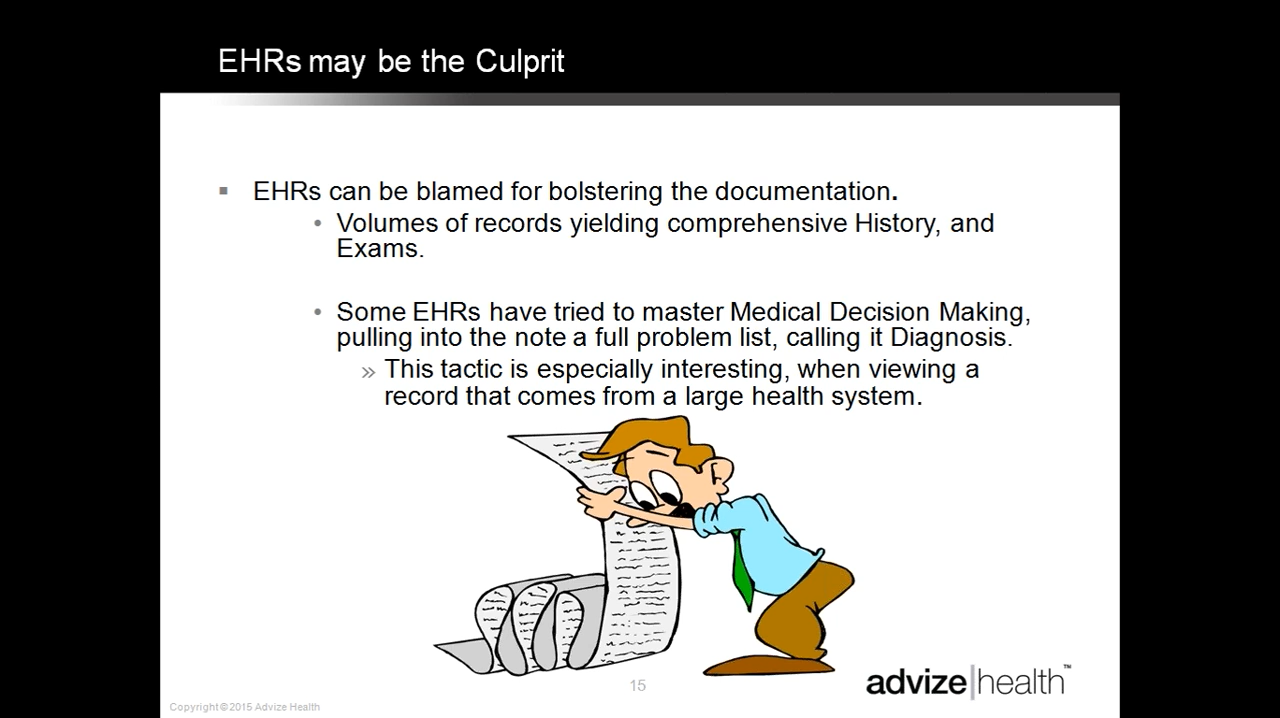 EHRs may be the Culprit
EHRs can be blamed for bolstering the documentation.
Volumes of records yielding comprehensive History, and
Exams.
Some EHRs have tried to master Medical Decision Making,
pulling into the note a full problem list, calling it Diagnosis.
» This tactic is especially interesting, when viewing a
record that comes from a large health system.
15
advize|health™
Copyright©2015 Advize Health